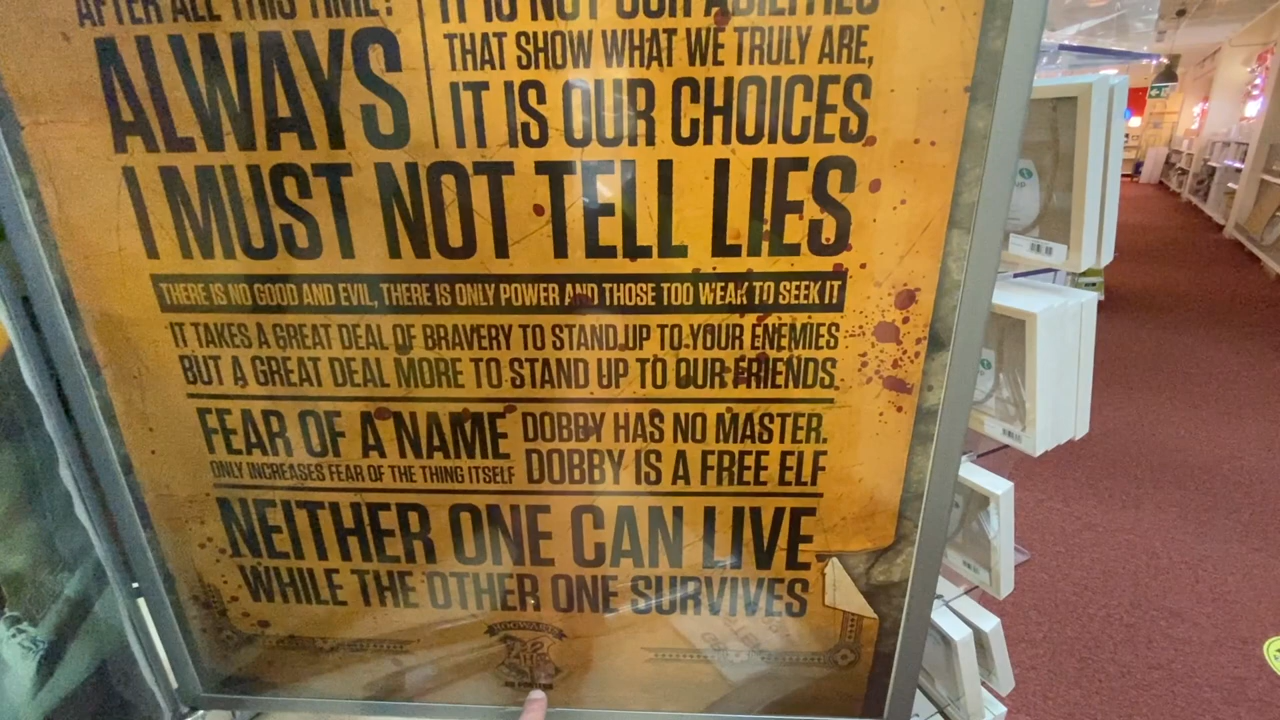 AFTER ALL THIS TIME?
ALWAYS
IT IS NOT OUR ABILITIES
THAT SHOW WHAT WE TRULY ARE,
IT IS OUR CHOICES
I MUST NOT TELL LIES
THERE IS NO GOOD AND EVIL, THERE IS ONLY POWER AND THOSE TOO WEAK TO SEEK IT
IT TAKES A GREAT DEAL OF BRAVERY TO STAND UP TO YOUR ENEMIES
BUT A GREAT DEAL MORE TO STAND UP TO OUR FRIENDS.
FEAR OF A NAME
ONLY INCREASES FEAR OF THE THING ITSELF
DOBBY HAS NO MASTER.
DOBBY IS A FREE ELF
NEITHER ONE CAN LIVE
WHILE THE OTHER ONE SURVIVES
HOGWARTS